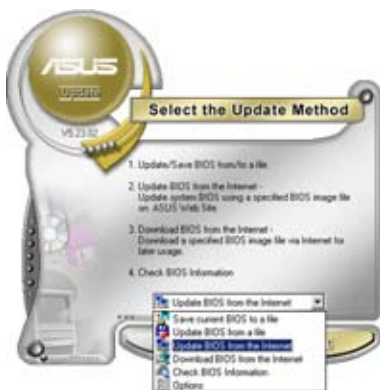 ASUS
Update
V5.23.02
Select the Update Method
1. Update/Save BIOS from/to a file.
2. Update BIOS from the Internet -
Update system BIOS using a specified BIOS image file
on ASUS Web Site.
3. Download BIOS from the Internet -
Download a specified BIOS image file via Internet for
later usage.
4. Check BIOS Information
Update BIOS from the Internet
Save current BIOS to a file
Update BIOS from a file
Update BIOS from the Internet
Download BIOS from the Internet
Check BIOS Information
Options